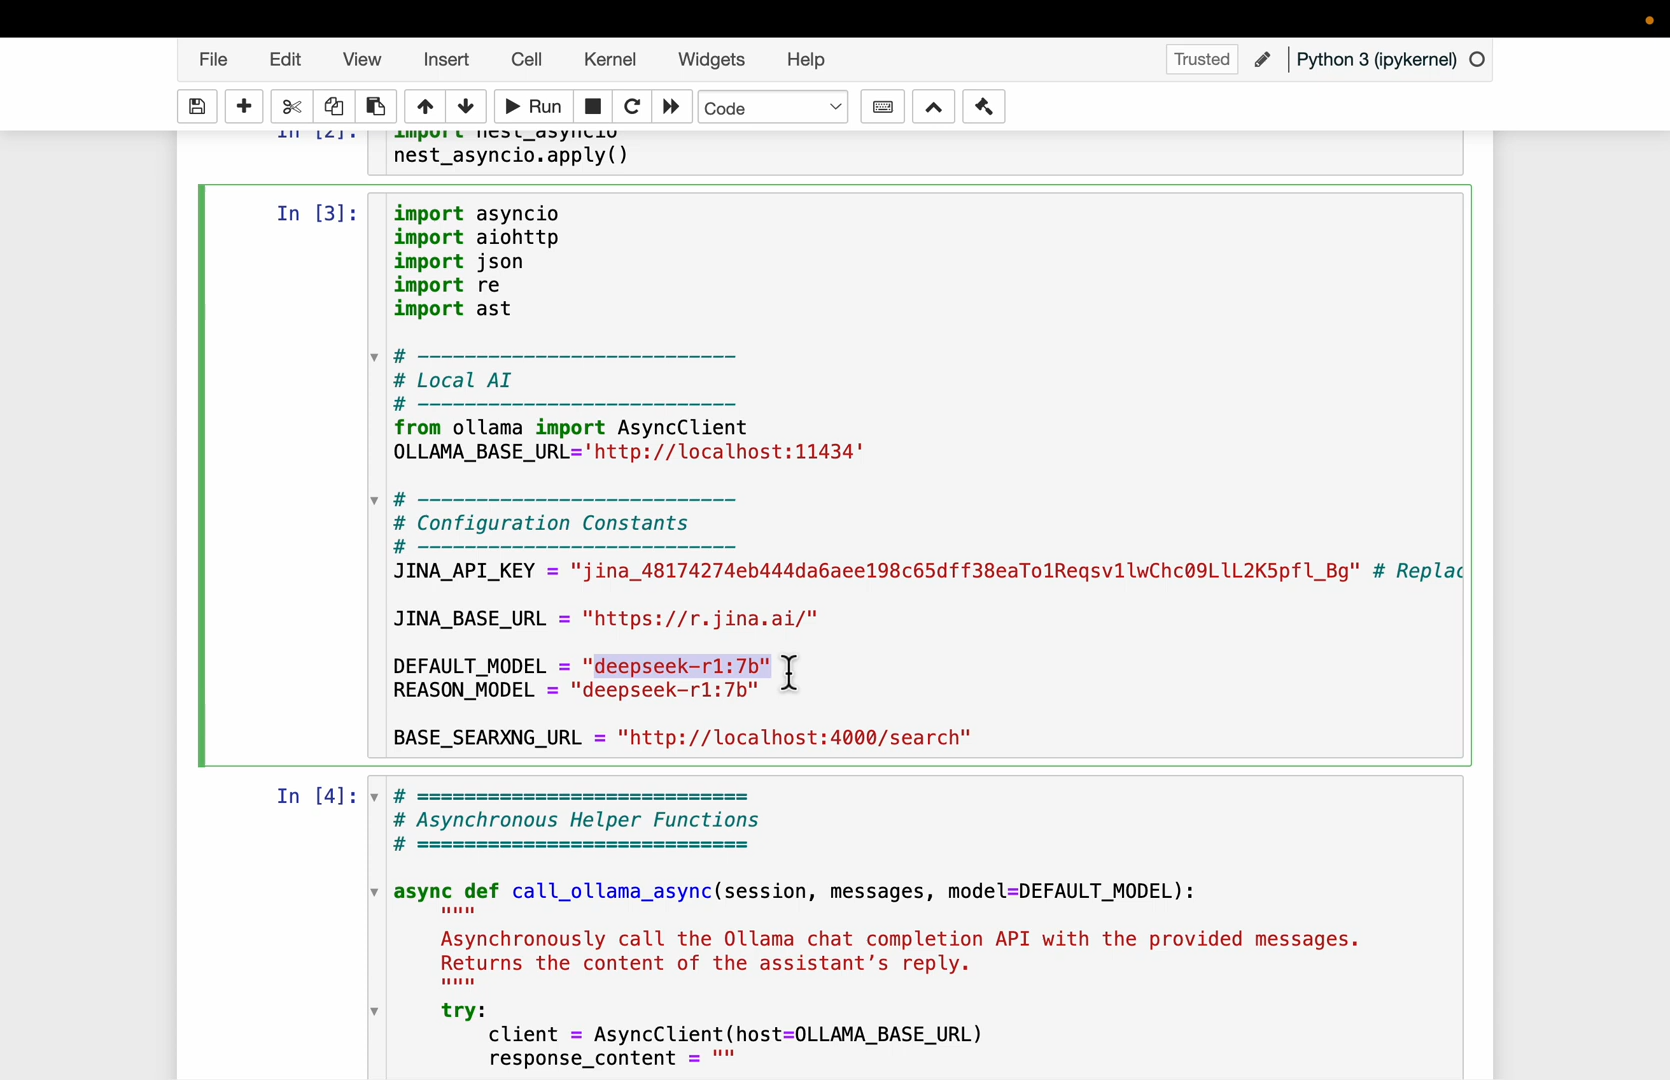 File Edit View Insert Cell Kernel Widgets Help Trusted Python 3 (ipykernel)
Run Code
In [2]: import nest_asyncio
nest_asyncio.apply()
In [3]: import asyncio
import aiohttp
import json
import re
import ast
# ---------------------------
# Local AI
# ---------------------------
from ollama import AsyncClient
OLLAMA_BASE_URL='http://localhost:11434'
# ---------------------------
# Configuration Constants
# ---------------------------
JINA_API_KEY = "jina_48174274eb444da6aee198c65dff38eaTo1Reqsv1lwChc09LlL2K5pfl_Bg" # Replac
JINA_BASE_URL = "https://r.jina.ai/"
DEFAULT_MODEL = "deepseek-r1:7b"
REASON_MODEL = "deepseek-r1:7b"
BASE_SEARXNG_URL = "http://localhost:4000/search"
In [4]: # ============================
# Asynchronous Helper Functions
# ============================
async def call_ollama_async(session, messages, model=DEFAULT_MODEL):
"""
Asynchronously call the Ollama chat completion API with the provided messages.
Returns the content of the assistant’s reply.
"""
try:
client = AsyncClient(host=OLLAMA_BASE_URL)
response_content = ""